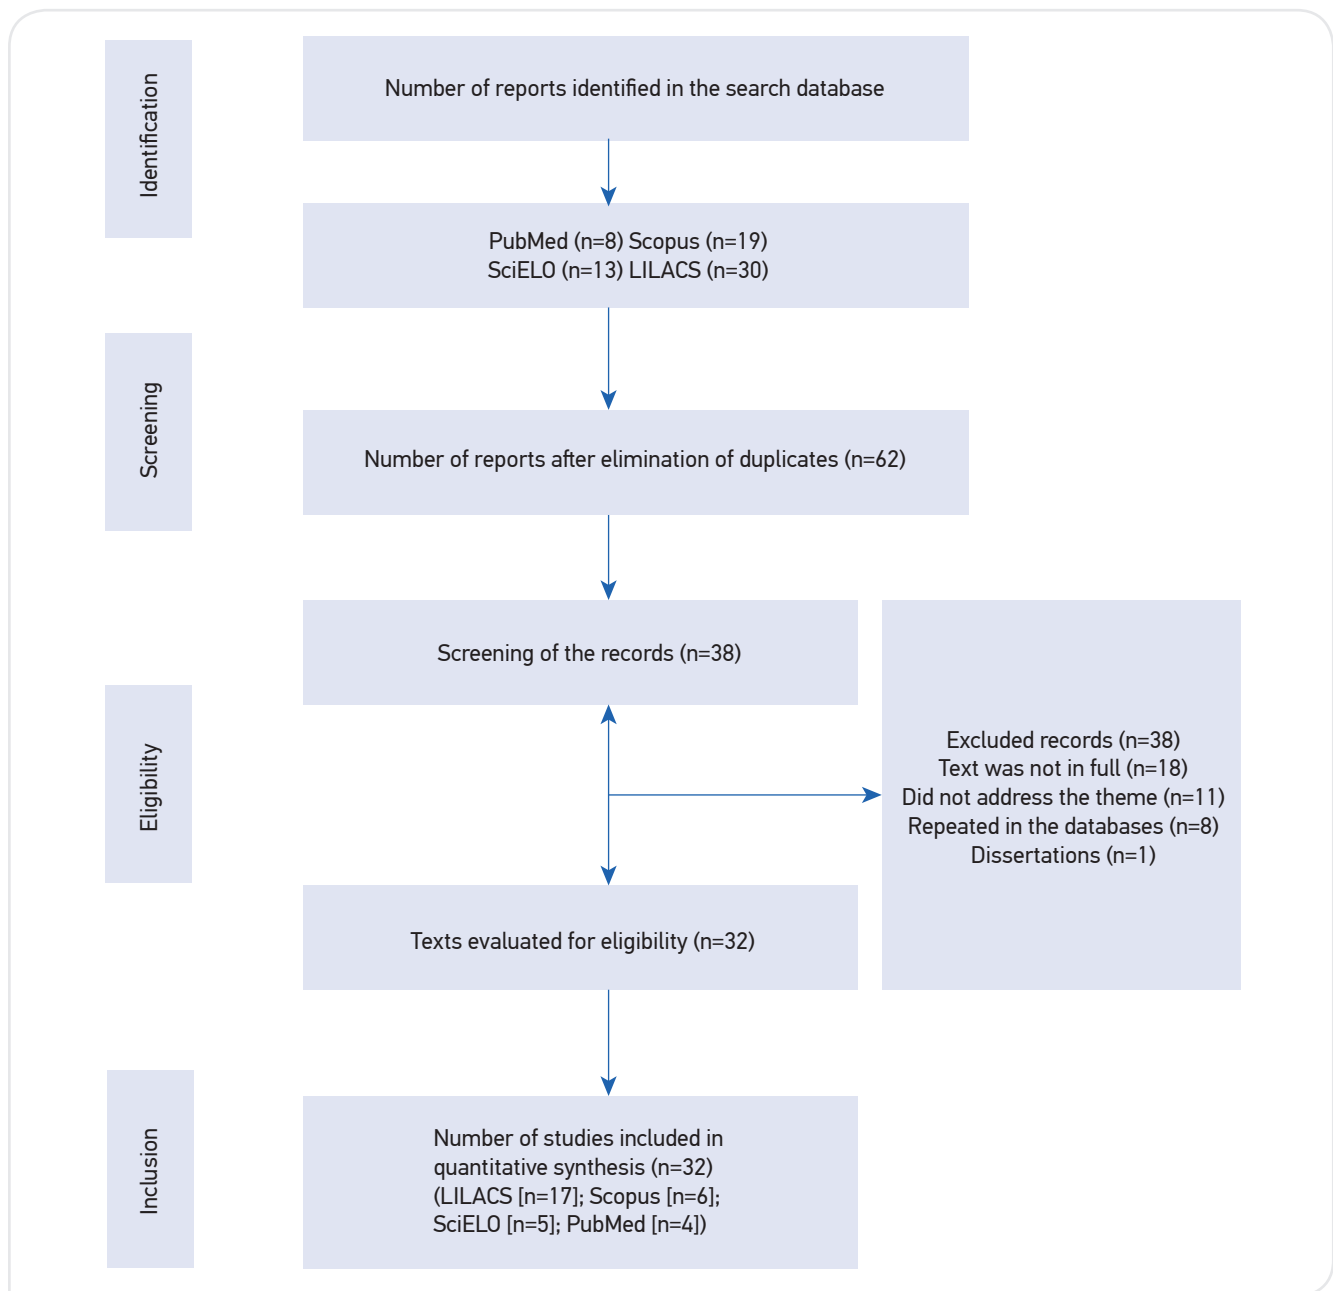 Identification
Number of reports identified in the search database
PubMed (n=8) Scopus (n=19)
SciELO (n=13) LILACS (n=30)
Screening
Number of reports after elimination of duplicates (n=62)
Screening of the records (n=38)
Eligibility
Excluded records (n=38)
Text was not in full (n=18)
Did not address the theme (n=11)
Repeated in the databases (n=8)
Dissertations (n=1)
Texts evaluated for eligibility (n=32)
Inclusion
Number of studies included in
quantitative synthesis (n=32)
(LILACS [n=17]; Scopus [n=6];
SciELO [n=5]; PubMed [n=4])